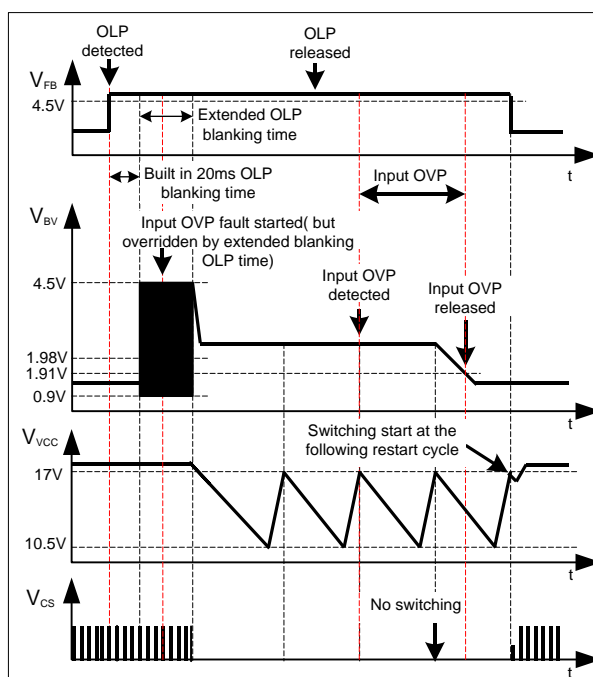 OLP
detected
OLP
released
VFB
4.5V
Extended OLP
blanking time
Input OVP
t
Built in 20ms OLP
blanking time
VBV
Input OVP fault started( but
overridden by extended blanking
OLP time)
4.5V
Input OVP
detected
Input OVP
released
1.98V
1.91V
0.9V
t
VVCC
Switching start at the
following restart cycle
17V
10.5V
t
VCS
No switching
t